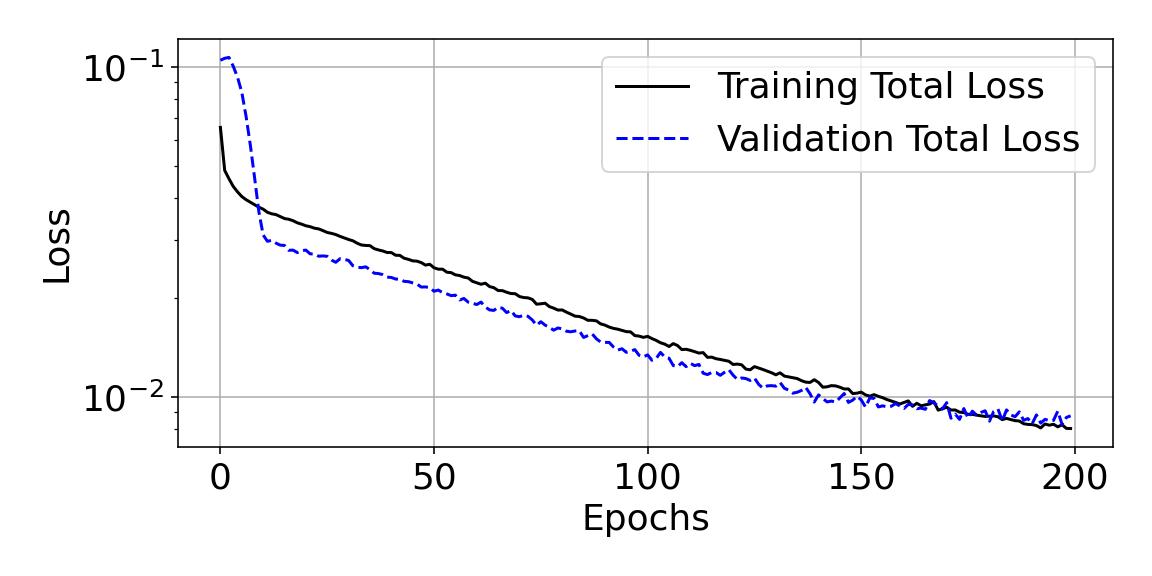 Training Total Loss
Validation Total Loss
10⁻¹
10⁻²
Loss
0 50 100 150 200
Epochs